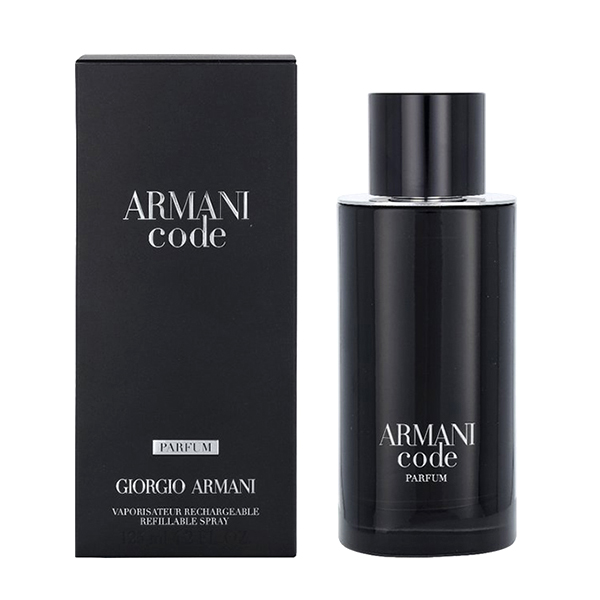 ARMANI
code
PARFUM
GIORGIO ARMANI
VAPORISATEUR RECHARGEABLE
REFILLABLE SPRAY
ARMANI
code
PARFUM